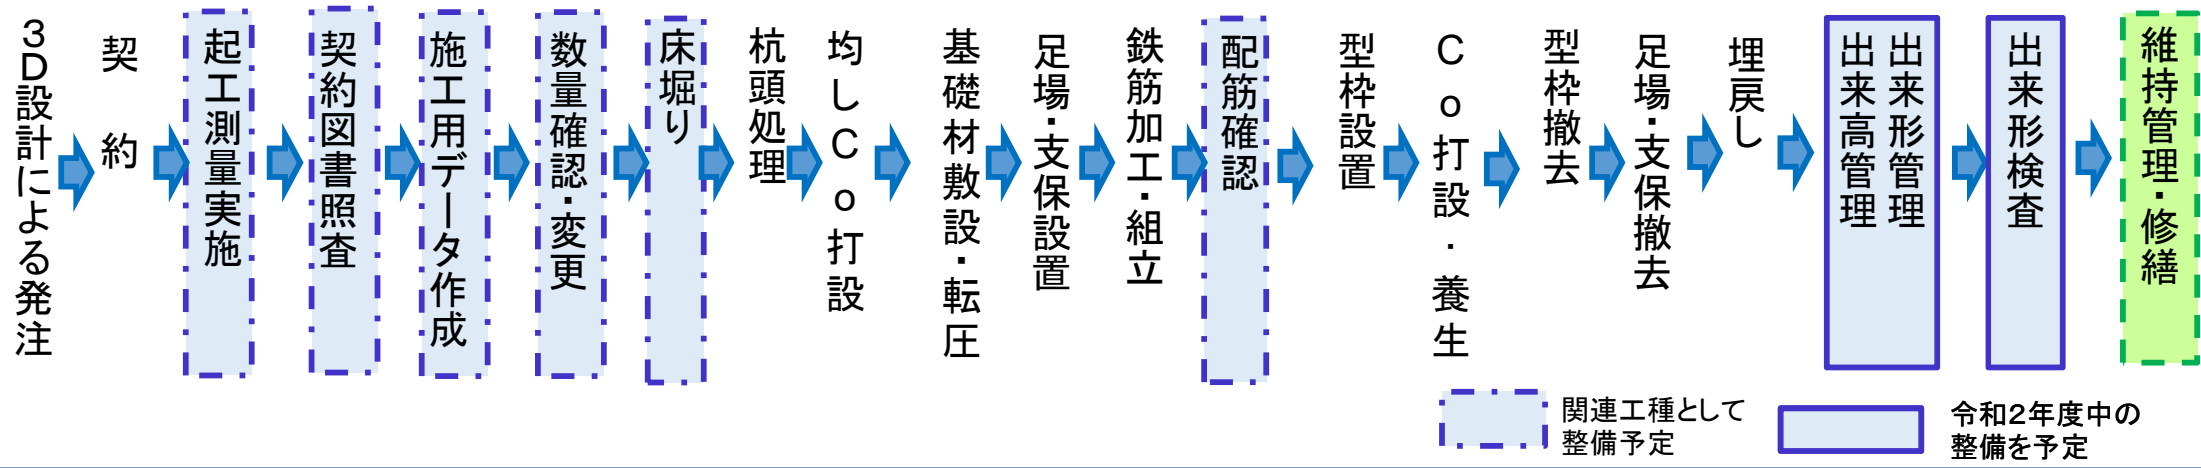 3D設計による発注
契約
起工測量実施
契約図書照査
施工用データ作成
数量確認・変更
床堀り
杭頭処理
均しCo打設
基礎材敷設・転圧
足場・支保設置
鉄筋加工・組立
配筋確認
型枠設置
Co打設・養生
型枠撤去
足場・支保撤去
埋戻し
出来形管理
出来高管理
出来形検査
維持管理・修繕
関連工種として
整備予定
令和2年度中の
整備を予定